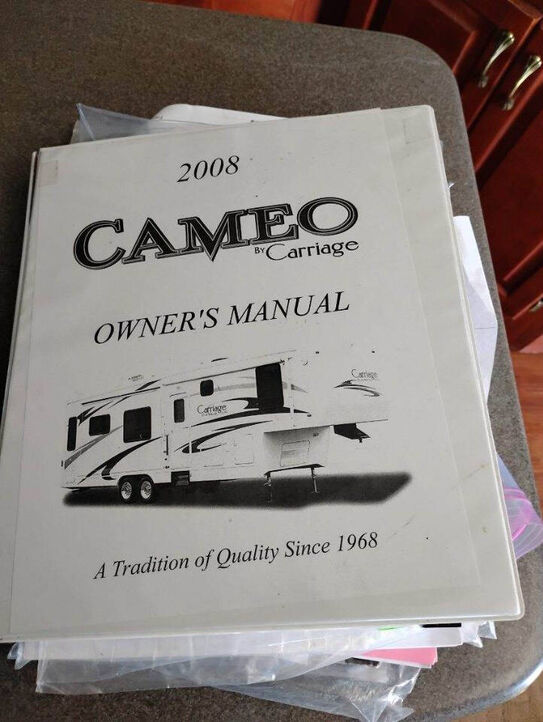 2008
CAMEO
BY Carriage
OWNER'S MANUAL
Carriage
Carriage
A Tradition of Quality Since 1968